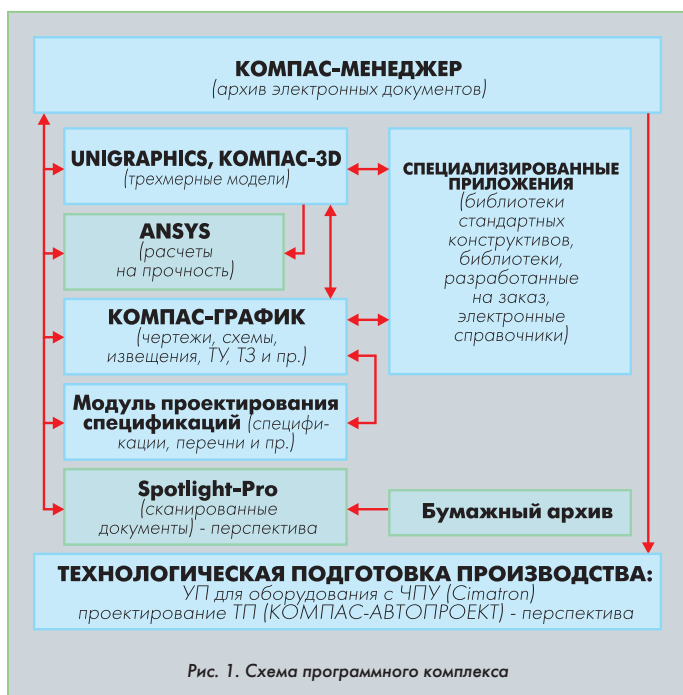 КОМПАС-МЕНЕДЖЕР
(архив электронных документов)
UNIGRAPHICS, КОМПАС-3D
(трехмерные модели)
ANSYS
(расчеты
на прочность)
КОМПАС-ГРАФИК
(чертежи, схемы,
извещения, ТУ, ТЗ и пр.)
Модуль проектирования
спецификаций (специфи-
кации, перечни и пр.)
Spotlight-Pro
(сканированные
документы) - перспектива
СПЕЦИАЛИЗИРОВАННЫЕ
ПРИЛОЖЕНИЯ
(библиотеки
стандартных
конструктивов,
библиотеки,
разработанные
на заказ,
электронные
справочники)
Бумажный архив
ТЕХНОЛОГИЧЕСКАЯ ПОДГОТОВКА ПРОИЗВОДСТВА:
УП для оборудования с ЧПУ (Cimatron)
проектирование ТП (КОМПАС-АВТОПРОЕКТ) - перспектива
Рис. 1. Схема программного комплекса